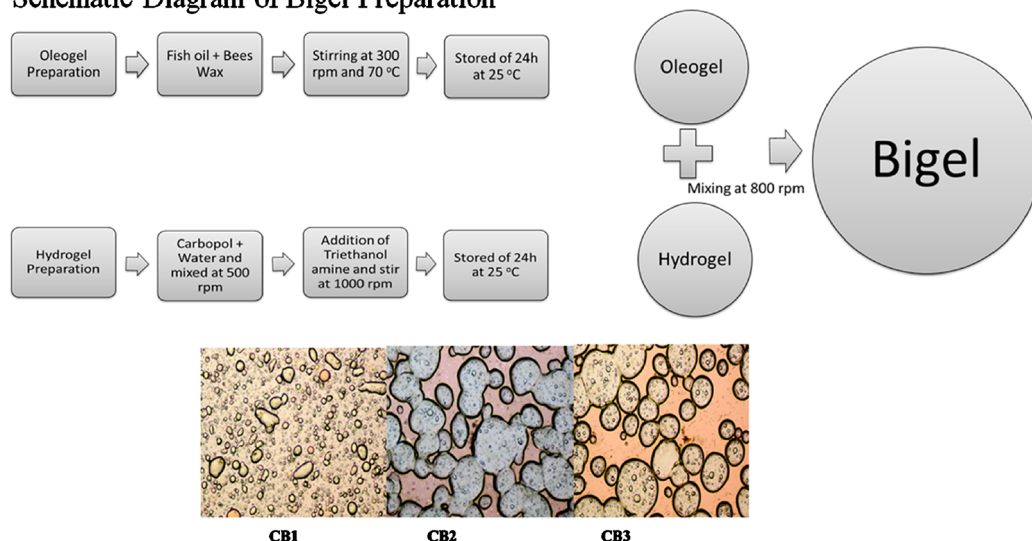 Schematic Diagram of Bigel Preparation
Oleogel
Preparation
Fish oil + Bees
Wax
Stirring at 300
rpm and 70 °C
Stored of 24h
at 25 °C
Oleogel
Mixing at 800 rpm
Bigel
Hydrogel
Preparation
Carbopol +
Water and
mixed at 500
rpm
Addition of
Triethanol
amine and stir
at 1000 rpm
Stored of 24h
at 25 °C
Hydrogel
CB1
CB2
CB3